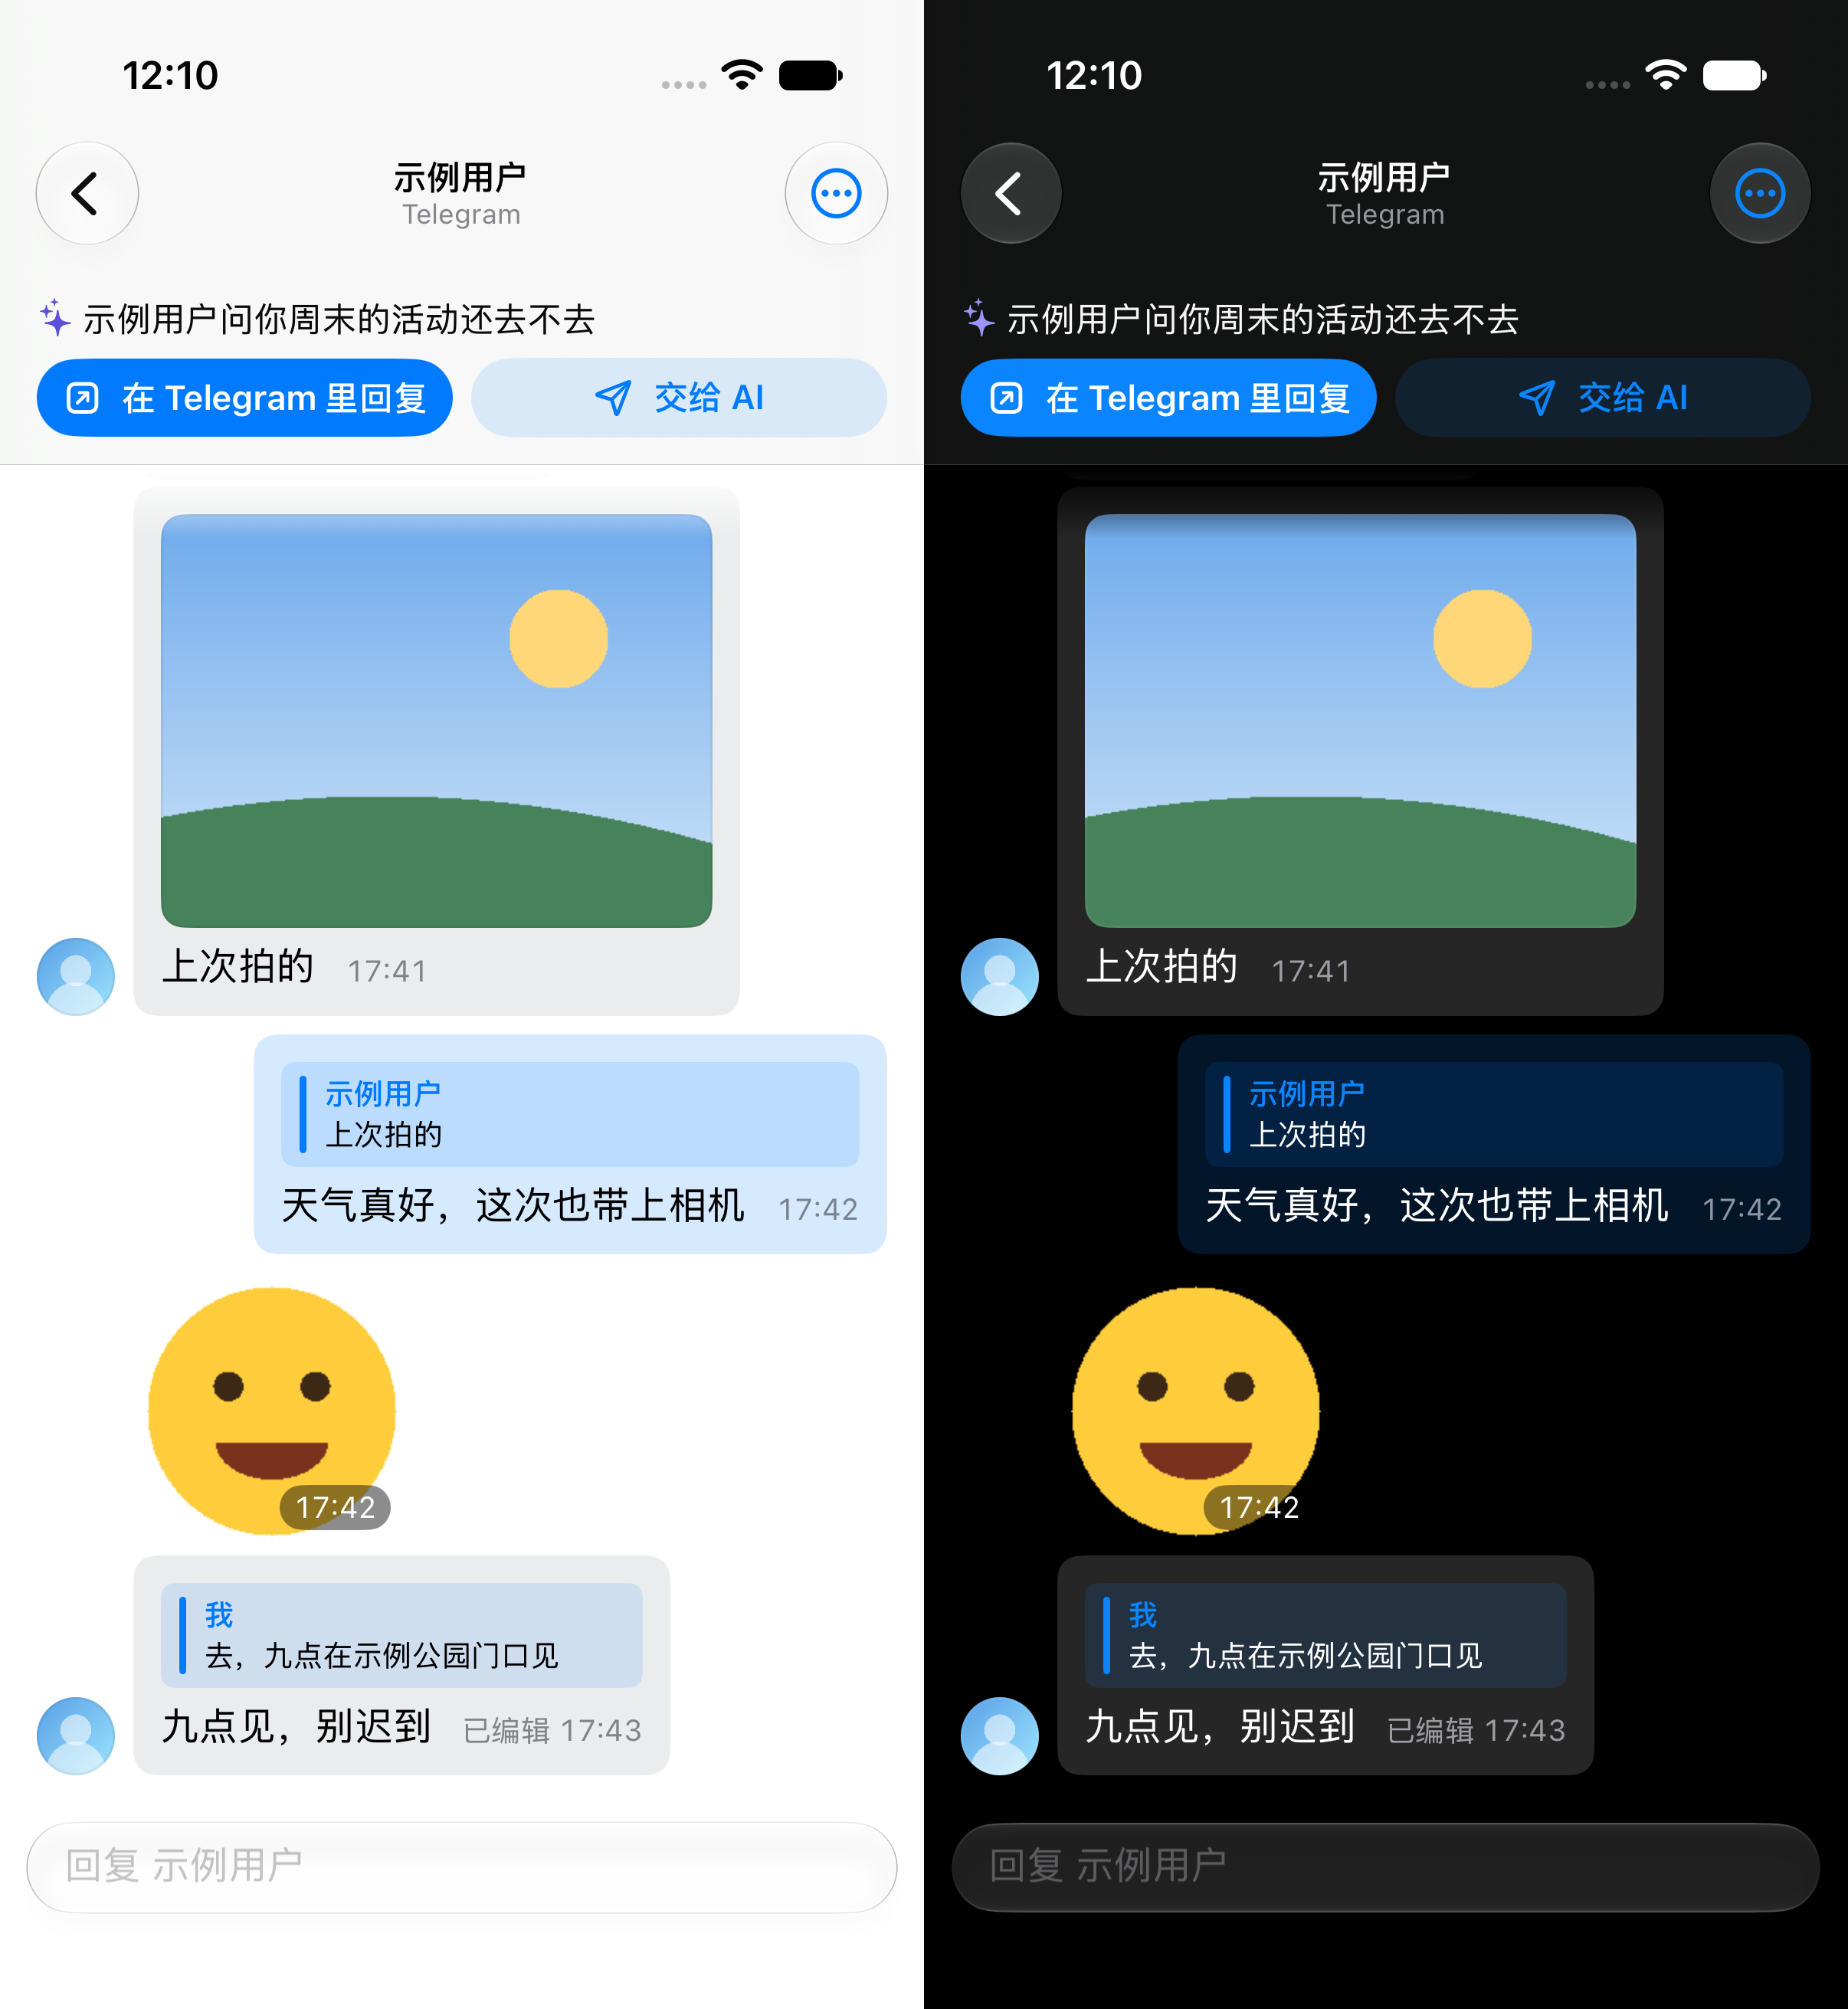 12:10
示例用户
Telegram
示例用户问你周末的活动还去不去
在 Telegram 里回复
交给 AI
上次拍的 17:41
示例用户
上次拍的
天气真好，这次也带上相机 17:42
17:42
我
去，九点在示例公园门口见
九点见，别迟到 已编辑 17:43
回复 示例用户
12:10
示例用户
Telegram
示例用户问你周末的活动还去不去
在 Telegram 里回复
交给 AI
上次拍的 17:41
示例用户
上次拍的
天气真好，这次也带上相机 17:42
17:42
我
去，九点在示例公园门口见
九点见，别迟到 已编辑 17:43
回复 示例用户